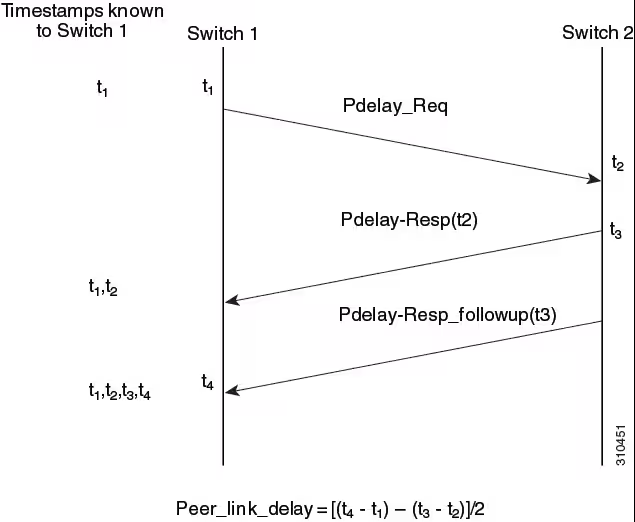 Timestamps known
to Switch 1
Switch 1
Switch 2
t1
t1
Pdelay_Req
t2
Pdelay-Resp(t2)
t3
t1,t2
Pdelay-Resp_followup(t3)
t1,t2,t3,t4
t4
310451
Peer_link_delay = [(t4 - t1) – (t3 - t2)]/2